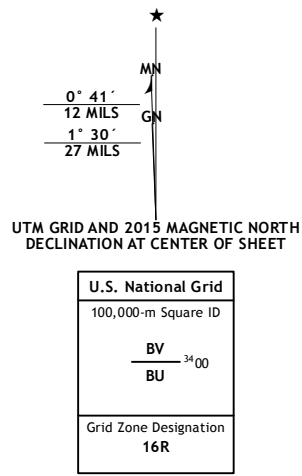 ★
MN
0° 41´
12 MILS
GN
1° 30´
27 MILS
UTM GRID AND 2015 MAGNETIC NORTH
DECLINATION AT CENTER OF SHEET
U.S. National Grid
100,000-m Square ID
BV
³⁴00
BU
Grid Zone Designation
16R